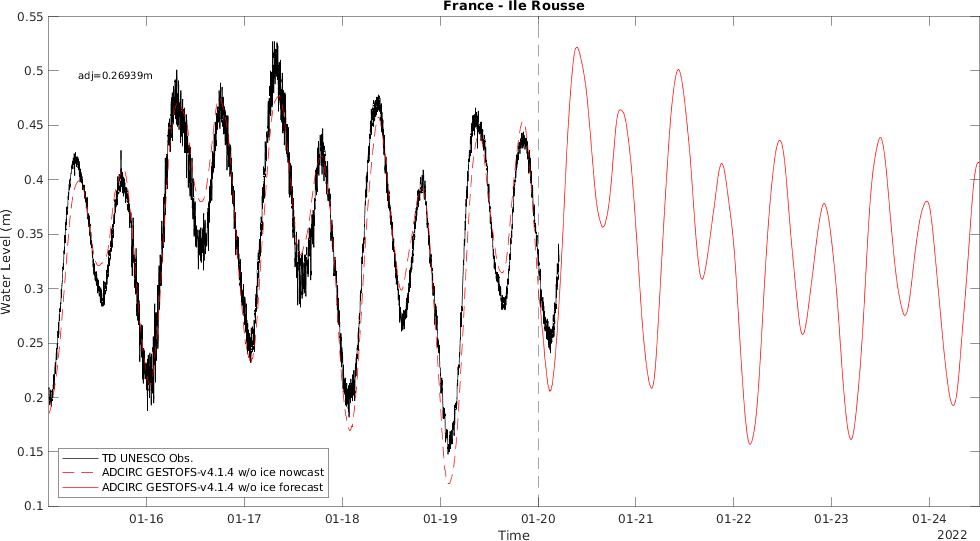 France - Ile Rousse
0.55
0.5
0.45
0.4
0.35
0.3
0.25
0.2
0.15
0.1
Water Level (m)
adj=0.26939m
TD UNESCO Obs.
ADCIRC GESTOFS-v4.1.4 w/o ice nowcast
ADCIRC GESTOFS-v4.1.4 w/o ice forecast
01-16 01-17 01-18 01-19 01-20 01-21 01-22 01-23 01-24
Time
2022